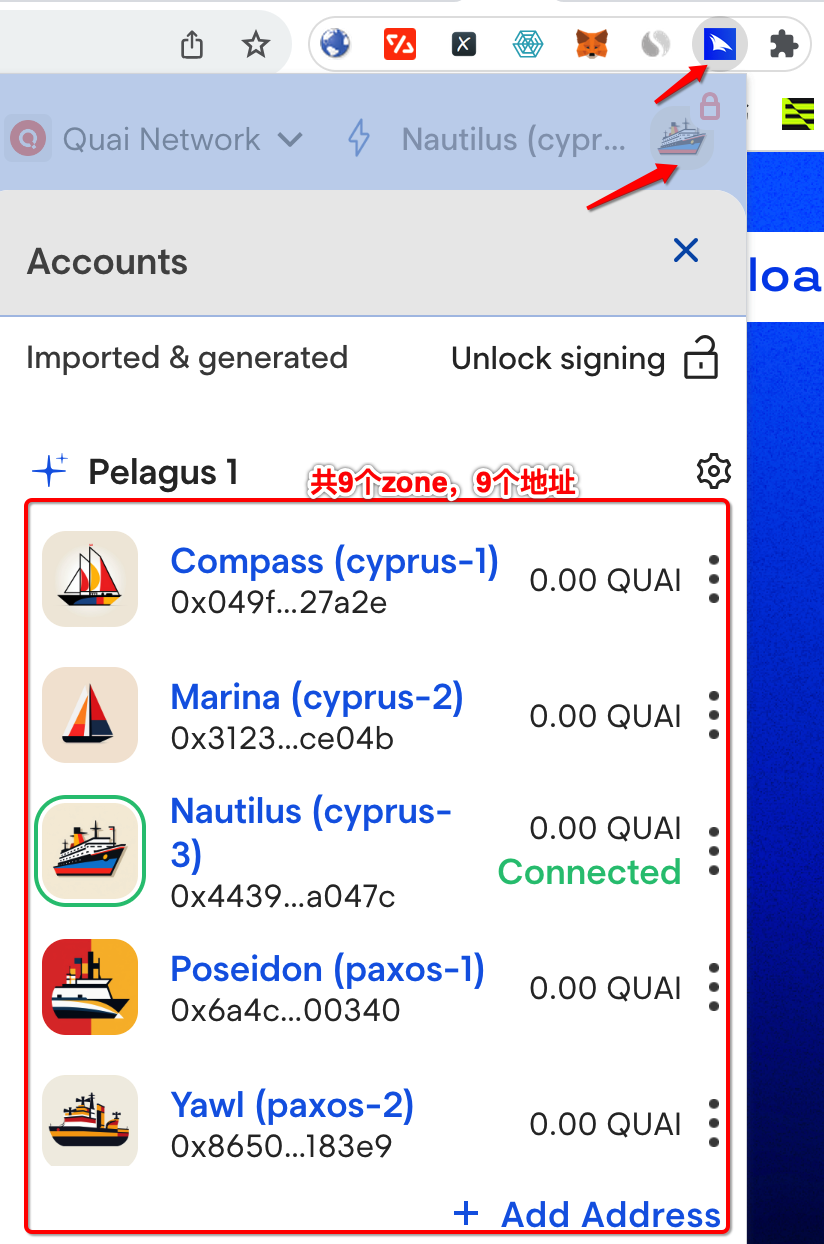 Quai Network
Nautilus (cypr...
Accounts
loa
Imported & generated
Unlock signing
Pelagus 1
共9个zone，9个地址
Compass (cyprus-1)
0x049f...27a2e
0.00 QUAI
Marina (cyprus-2)
0x3123...ce04b
0.00 QUAI
Nautilus (cyprus-
3)
0x4439...a047c
0.00 QUAI
Connected
Poseidon (paxos-1)
0x6a4c...00340
0.00 QUAI
Yawl (paxos-2)
0x8650...183e9
0.00 QUAI
+ Add Address